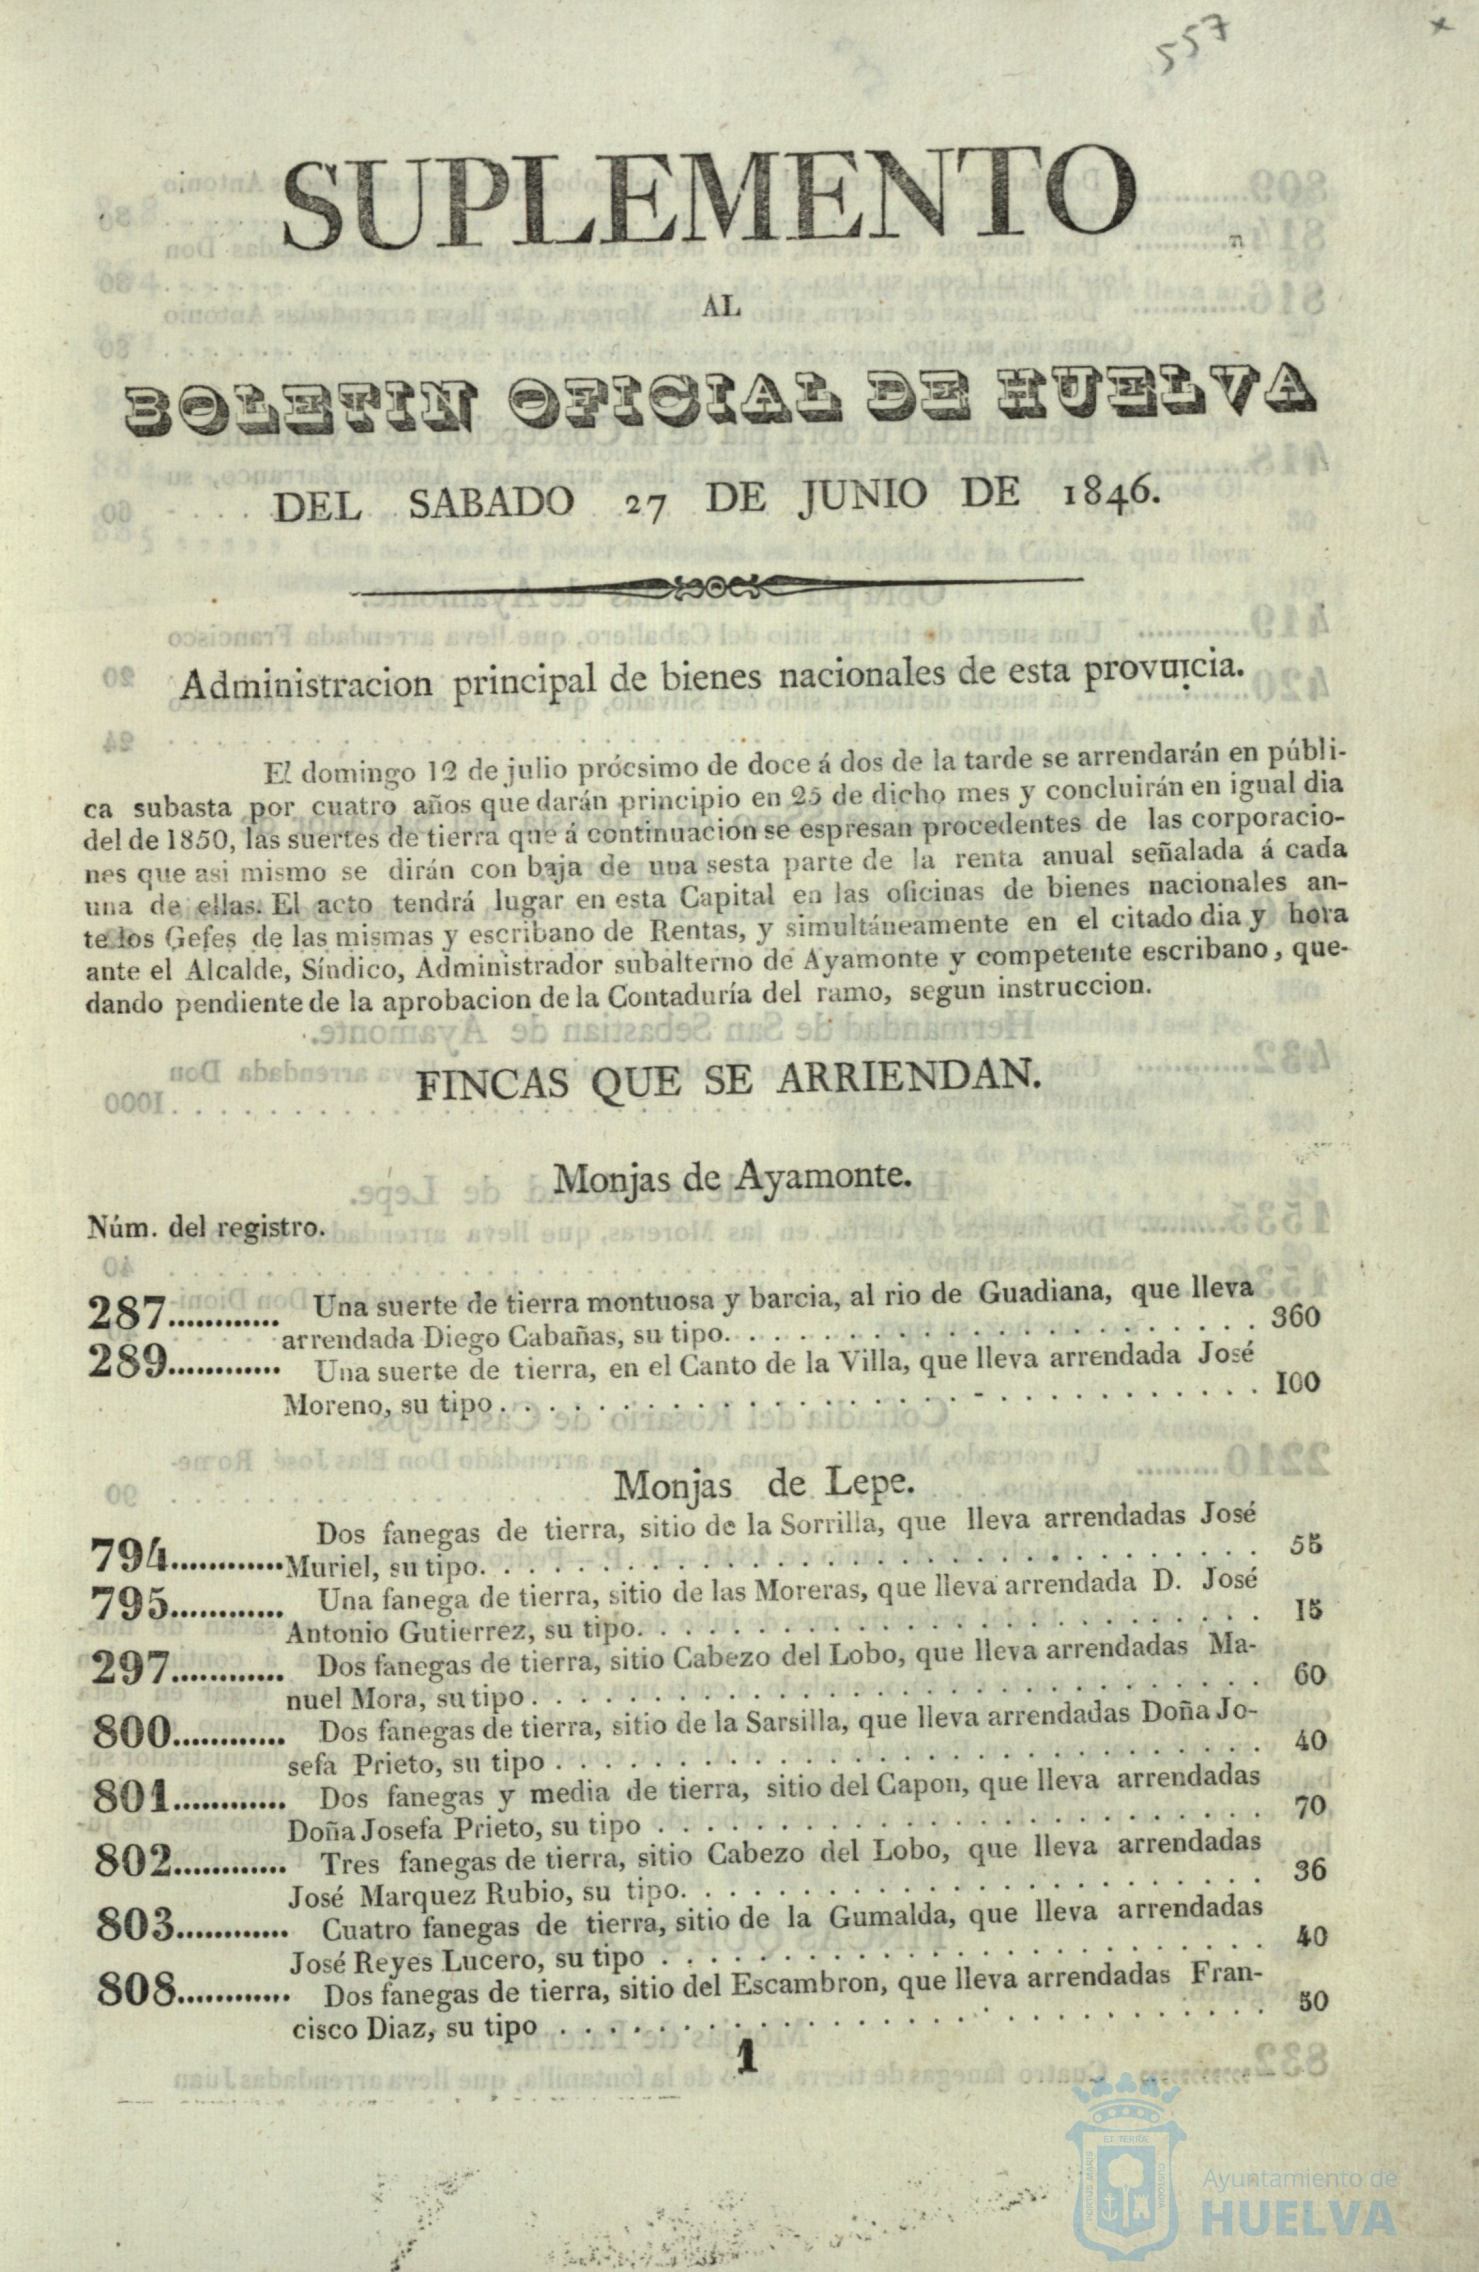 557
SUPLEMENTO
AL
BOLETIN OFICIAL DE HUELVA
DEL SABADO 27 DE JUNIO DE 1846.
Administracion principal de bienes nacionales de esta provincia.
El domingo 12 de julio prócsimo de doce á dos de la tarde se arrendarán en públi-
ca subasta por cuatro años que darán principio en 25 de dicho mes y concluirán en igual dia
del de 1850, las suertes de tierra que á continuacion se espresan procedentes de las corporacio-
nes que asi mismo se dirán con baja de una sesta parte de la renta anual señalada á cada
una de ellas. El acto tendrá lugar en esta Capital en las oficinas de bienes nacionales an-
te los Gefes de las mismas y escribano de Rentas, y simultáneamente en el citado dia y hora
ante el Alcalde, Síndico, Administrador subalterno de Ayamonte y competente escribano, que-
dando pendiente de la aprobacion de la Contaduría del ramo, segun instruccion.
FINCAS QUE SE ARRIENDAN.
Monjas de Ayamonte.
Núm. del registro.
287............ Una suerte de tierra montuosa y barcia, al rio de Guadiana, que lleva
arrendada Diego Cabañas, su tipo. . . . . . . . . . . . . . . . . . . . . . 360
289............ Una suerte de tierra, en el Canto de la Villa, que lleva arrendada José
Moreno, su tipo . . . . . . . . . . . . . . . . . . . . . . . . . . . . . . 100
Monjas de Lepe.
Dos fanegas de tierra, sitio de la Sorrilla, que lleva arrendadas José
794............ Muriel, su tipo. . . . . . . . . . . . . . . . . . . . . . . . . . . . . . 55
795............ Una fanega de tierra, sitio de las Moreras, que lleva arrendada D. José
Antonio Gutierrez, su tipo. . . . . . . . . . . . . . . . . . . . . . . . . 15
297............ Dos fanegas de tierra, sitio Cabezo del Lobo, que lleva arrendadas Ma-
nuel Mora, su tipo . . . . . . . . . . . . . . . . . . . . . . . . . . . . . 60
800............ Dos fanegas de tierra, sitio de la Sarsilla, que lleva arrendadas Doña Jo-
sefa Prieto, su tipo . . . . . . . . . . . . . . . . . . . . . . . . . . . . 40
801............ Dos fanegas y media de tierra, sitio del Capon, que lleva arrendadas
Doña Josefa Prieto, su tipo . . . . . . . . . . . . . . . . . . . . . . . . 70
802............ Tres fanegas de tierra, sitio Cabezo del Lobo, que lleva arrendadas
José Marquez Rubio, su tipo. . . . . . . . . . . . . . . . . . . . . . . . 36
803............ Cuatro fanegas de tierra, sitio de la Gumalda, que lleva arrendadas
José Reyes Lucero, su tipo . . . . . . . . . . . . . . . . . . . . . . . . 40
808............ Dos fanegas de tierra, sitio del Escambron, que lleva arrendadas Fran-
cisco Diaz, su tipo . . . . . . . . . . . . . . . . . . . . . . . . . . . . 50
1
Ayuntamiento de
HUELVA